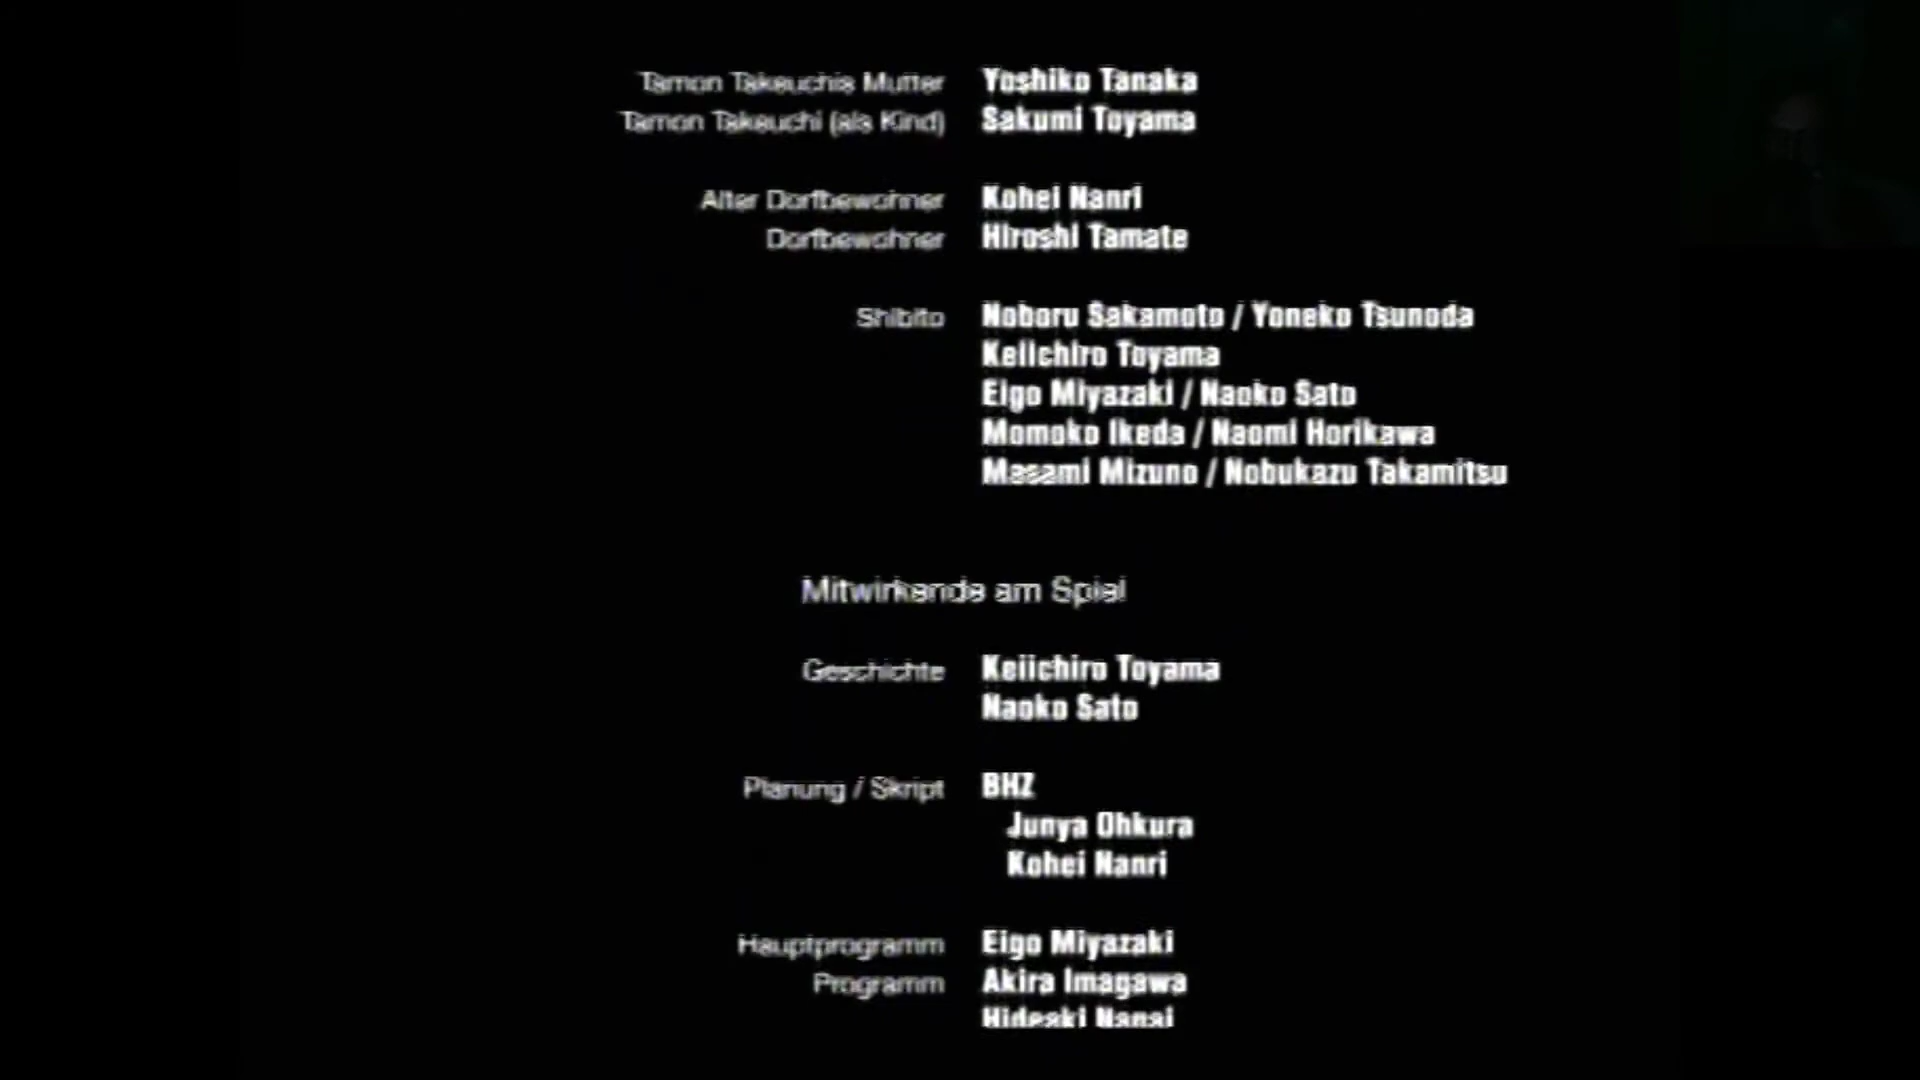 Tamon Takeuchis Mutter Yoshiko Tanaka
Tamon Takeuchi (als Kind) Sakumi Toyama
Alter Dorfbewohner Kohei Nanri
Dorfbewohner Hiroshi Tamate
Shibito Noboru Sakamoto / Yoneko Tsunoda
Keiichiro Toyama
Eigo Miyazaki / Naoko Sato
Momoko Ikeda / Naomi Horikawa
Masami Mizuno / Nobukazu Takamitsu
Mitwirkende am Spiel
Geschichte Keiichiro Toyama
Naoko Sato
Planung / Skript BHZ
Junya Ohkura
Kohei Nanri
Hauptprogramm Eigo Miyazaki
Programm Akira Imagawa
Hideaki Nanai